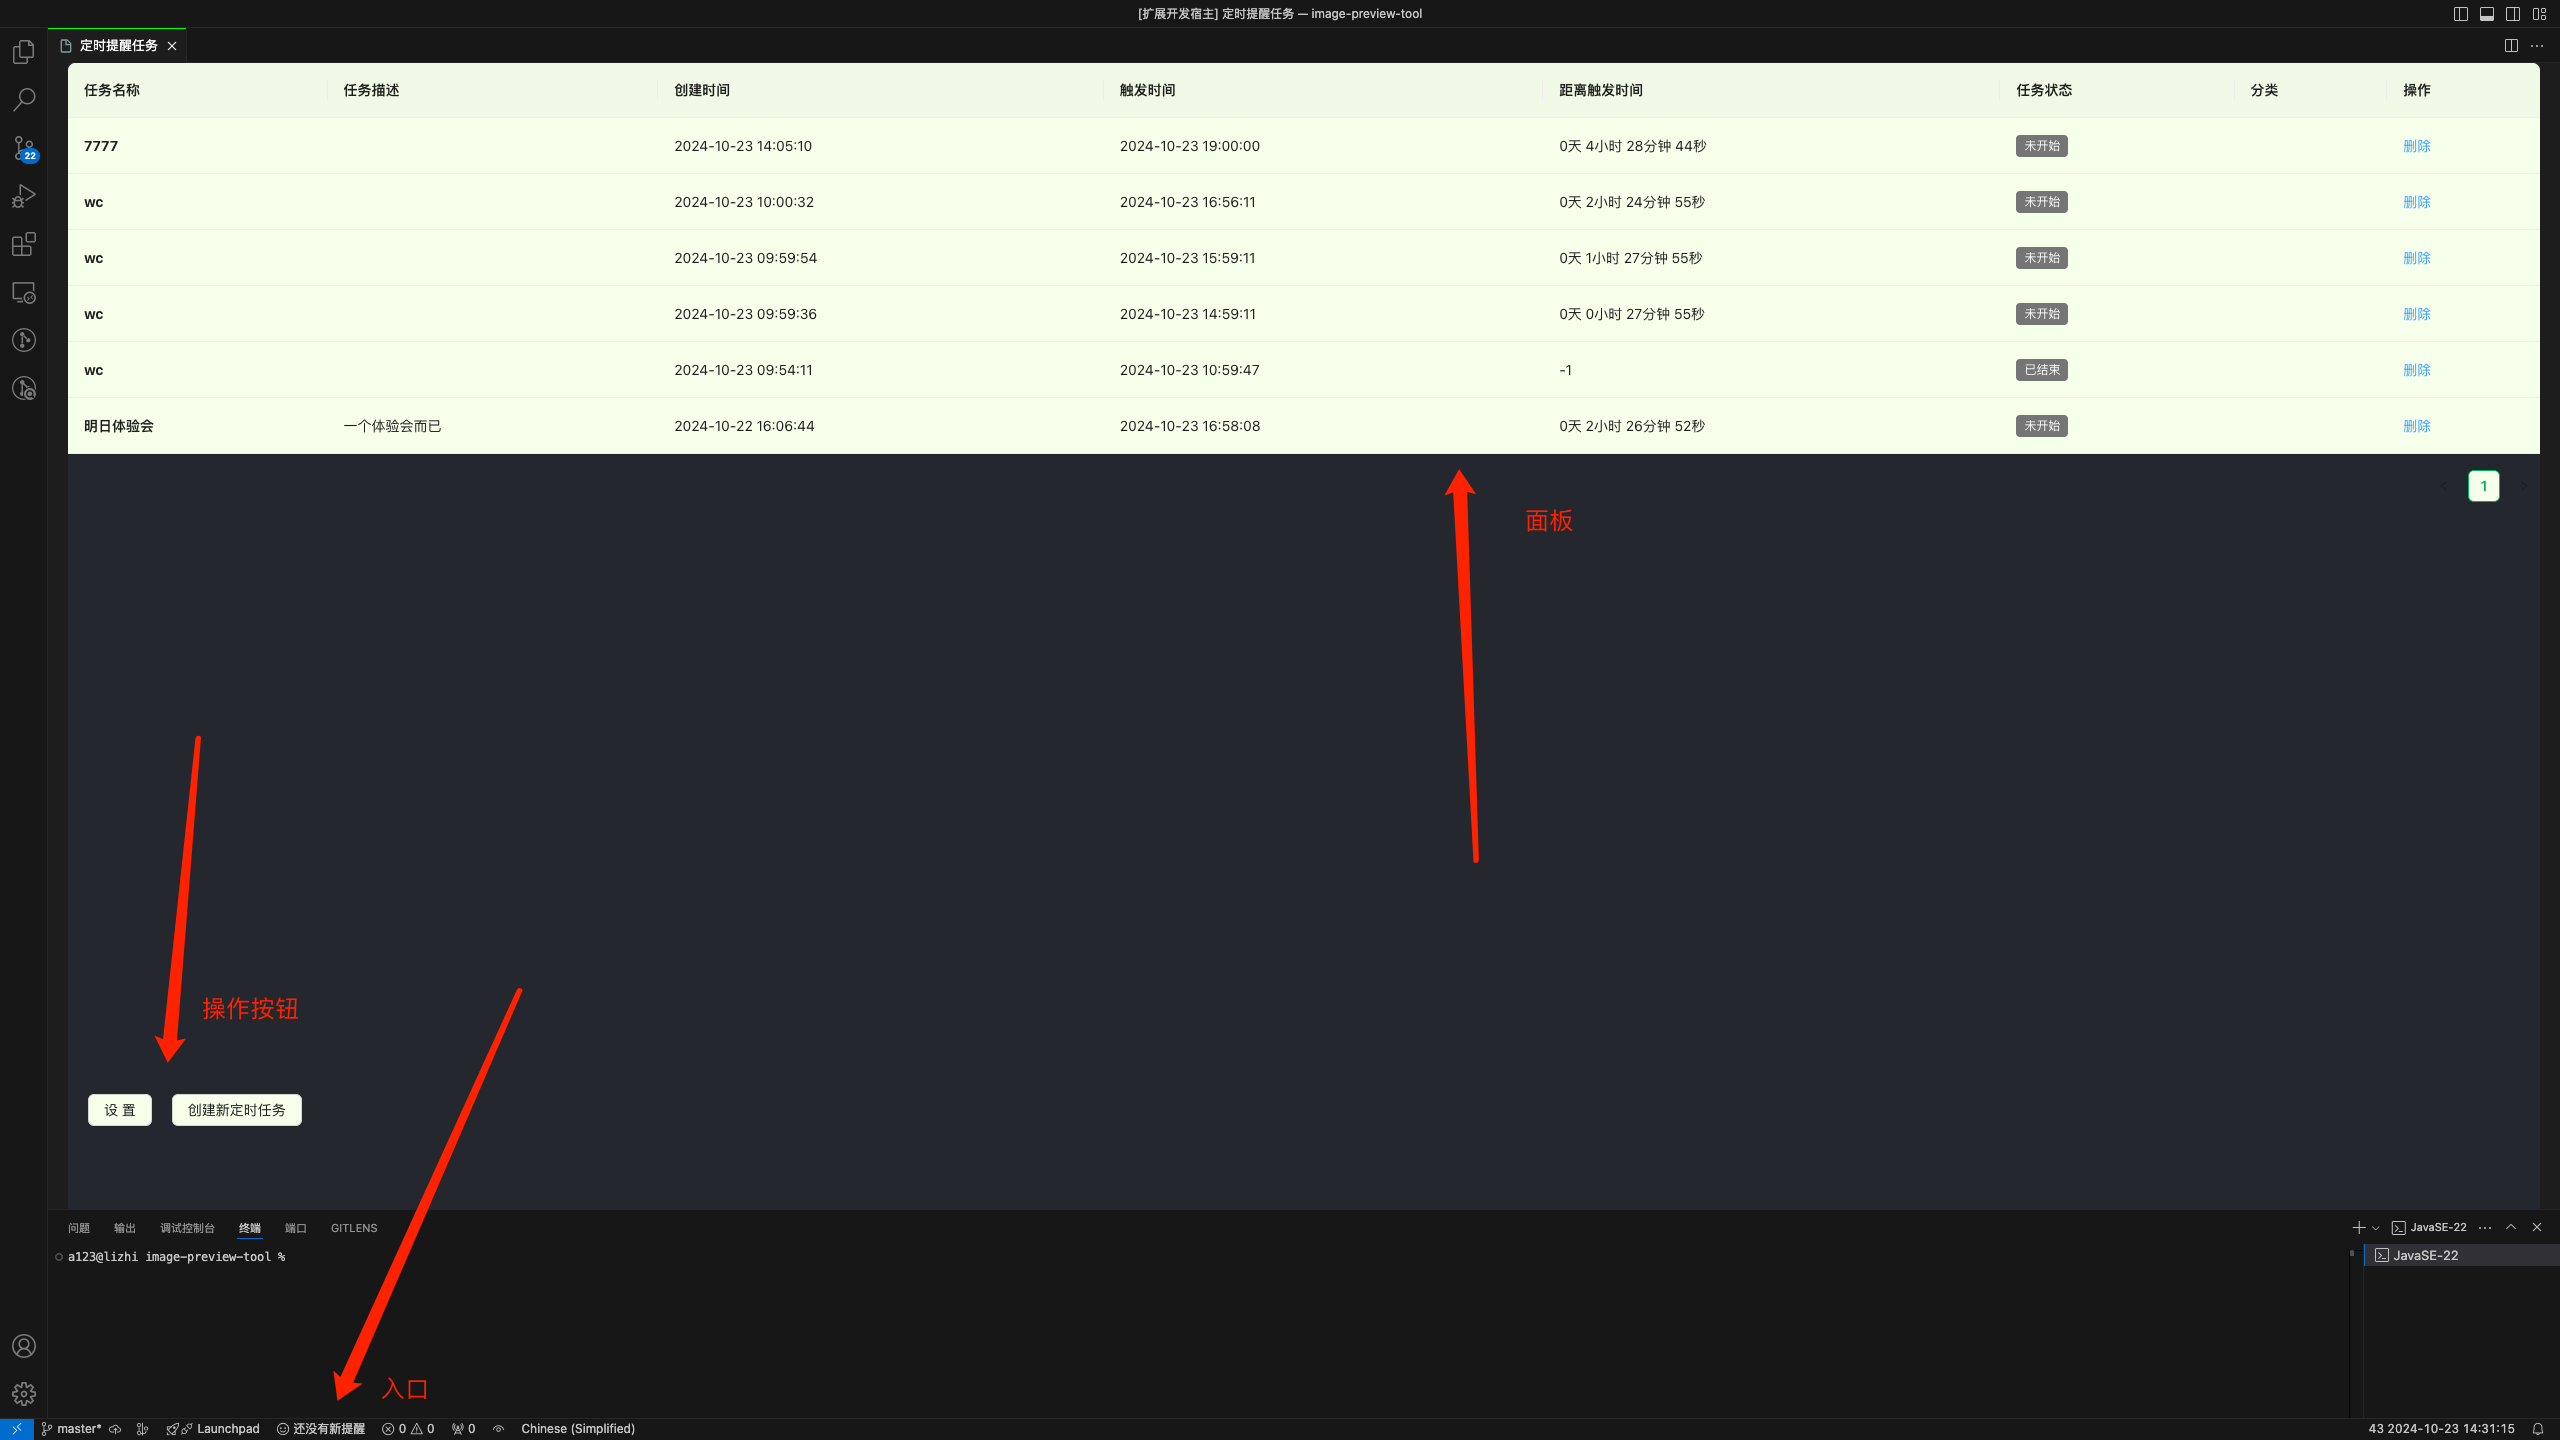 [扩展开发宿主] 定时提醒任务 — image-preview-tool
定时提醒任务
任务名称 任务描述 创建时间 触发时间 距离触发时间 任务状态 分类 操作
7777 2024-10-23 14:05:10 2024-10-23 19:00:00 0天 4小时 28分钟 44秒 未开始 删除
22
wc 2024-10-23 10:00:32 2024-10-23 16:56:11 0天 2小时 24分钟 55秒 未开始 删除
wc 2024-10-23 09:59:54 2024-10-23 15:59:11 0天 1小时 27分钟 55秒 未开始 删除
wc 2024-10-23 09:59:36 2024-10-23 14:59:11 0天 0小时 27分钟 55秒 未开始 删除
wc 2024-10-23 09:54:11 2024-10-23 10:59:47 -1 已结束 删除
明日体验会 一个体验会而已 2024-10-22 16:06:44 2024-10-23 16:58:08 0天 2小时 26分钟 52秒 未开始 删除
1
面板
操作按钮
设 置 创建新定时任务
问题 输出 调试控制台 终端 端口 GITLENS JavaSE-22
a123@lizhi image-preview-tool % JavaSE-22
入口
master* Launchpad 还没有新提醒 0 0 0 Chinese (Simplified) 43 2024-10-23 14:31:15